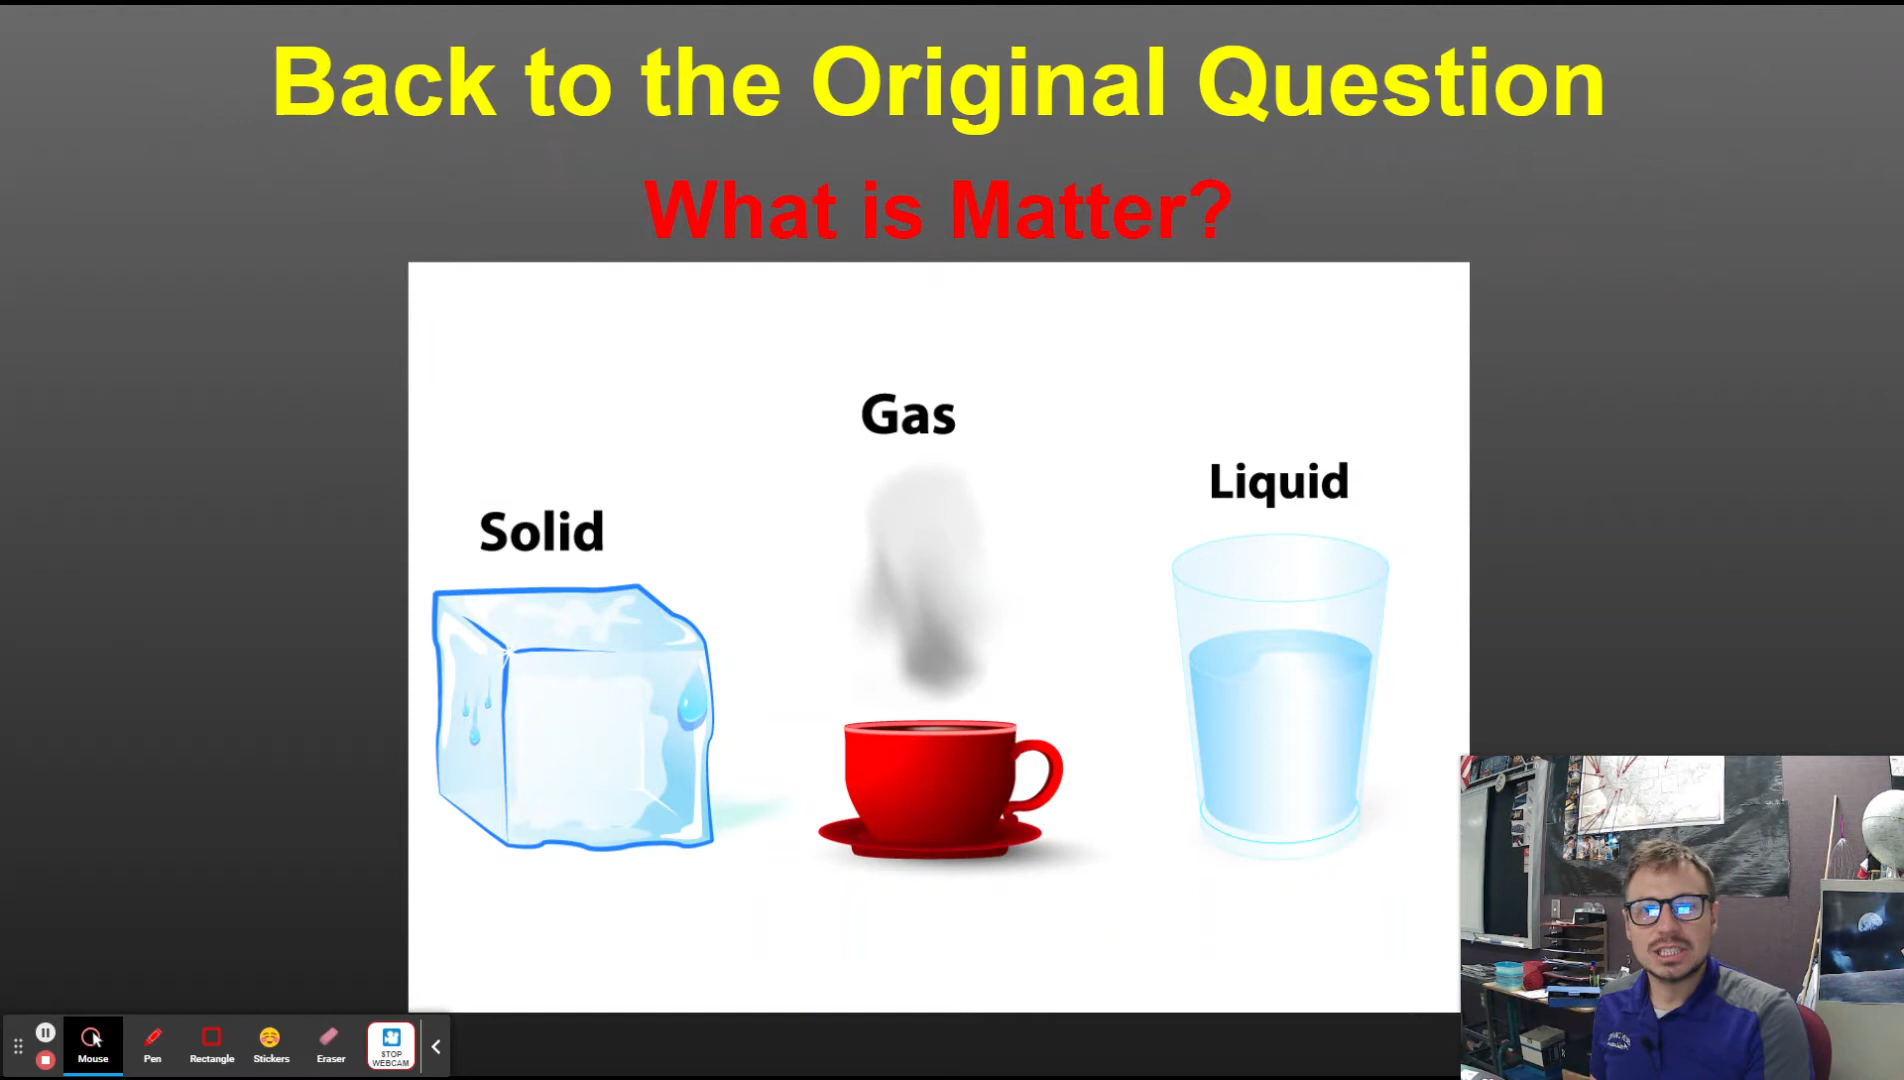 Back to the Original Question
What is Matter?
Gas
Liquid
Solid
Mouse
Pen
Rectangle
Stickers
Eraser
STOP
WEBCAM